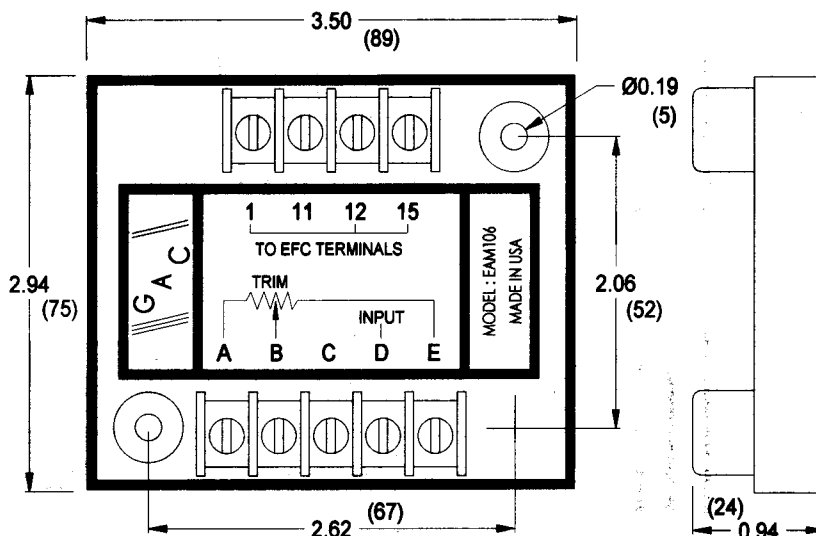 3.50
(89)
Ø0.19
(5)
1 11 12 15
TO EFC TERMINALS
TRIM
INPUT
A B C D E
GAC
MODEL : EAM106
MADE IN USA
2.94
(75)
2.06
(52)
(67)
2.62
(24)
0.94